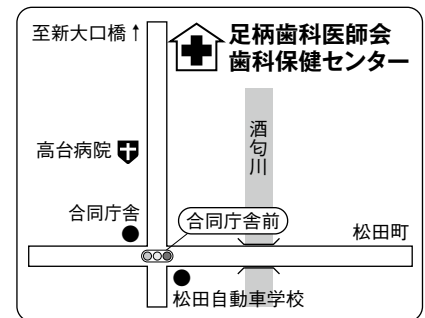 至新大口橋↑
足柄歯科医師会
歯科保健センター
酒匂川
高台病院
合同庁舎
合同庁舎前
松田町
松田自動車学校